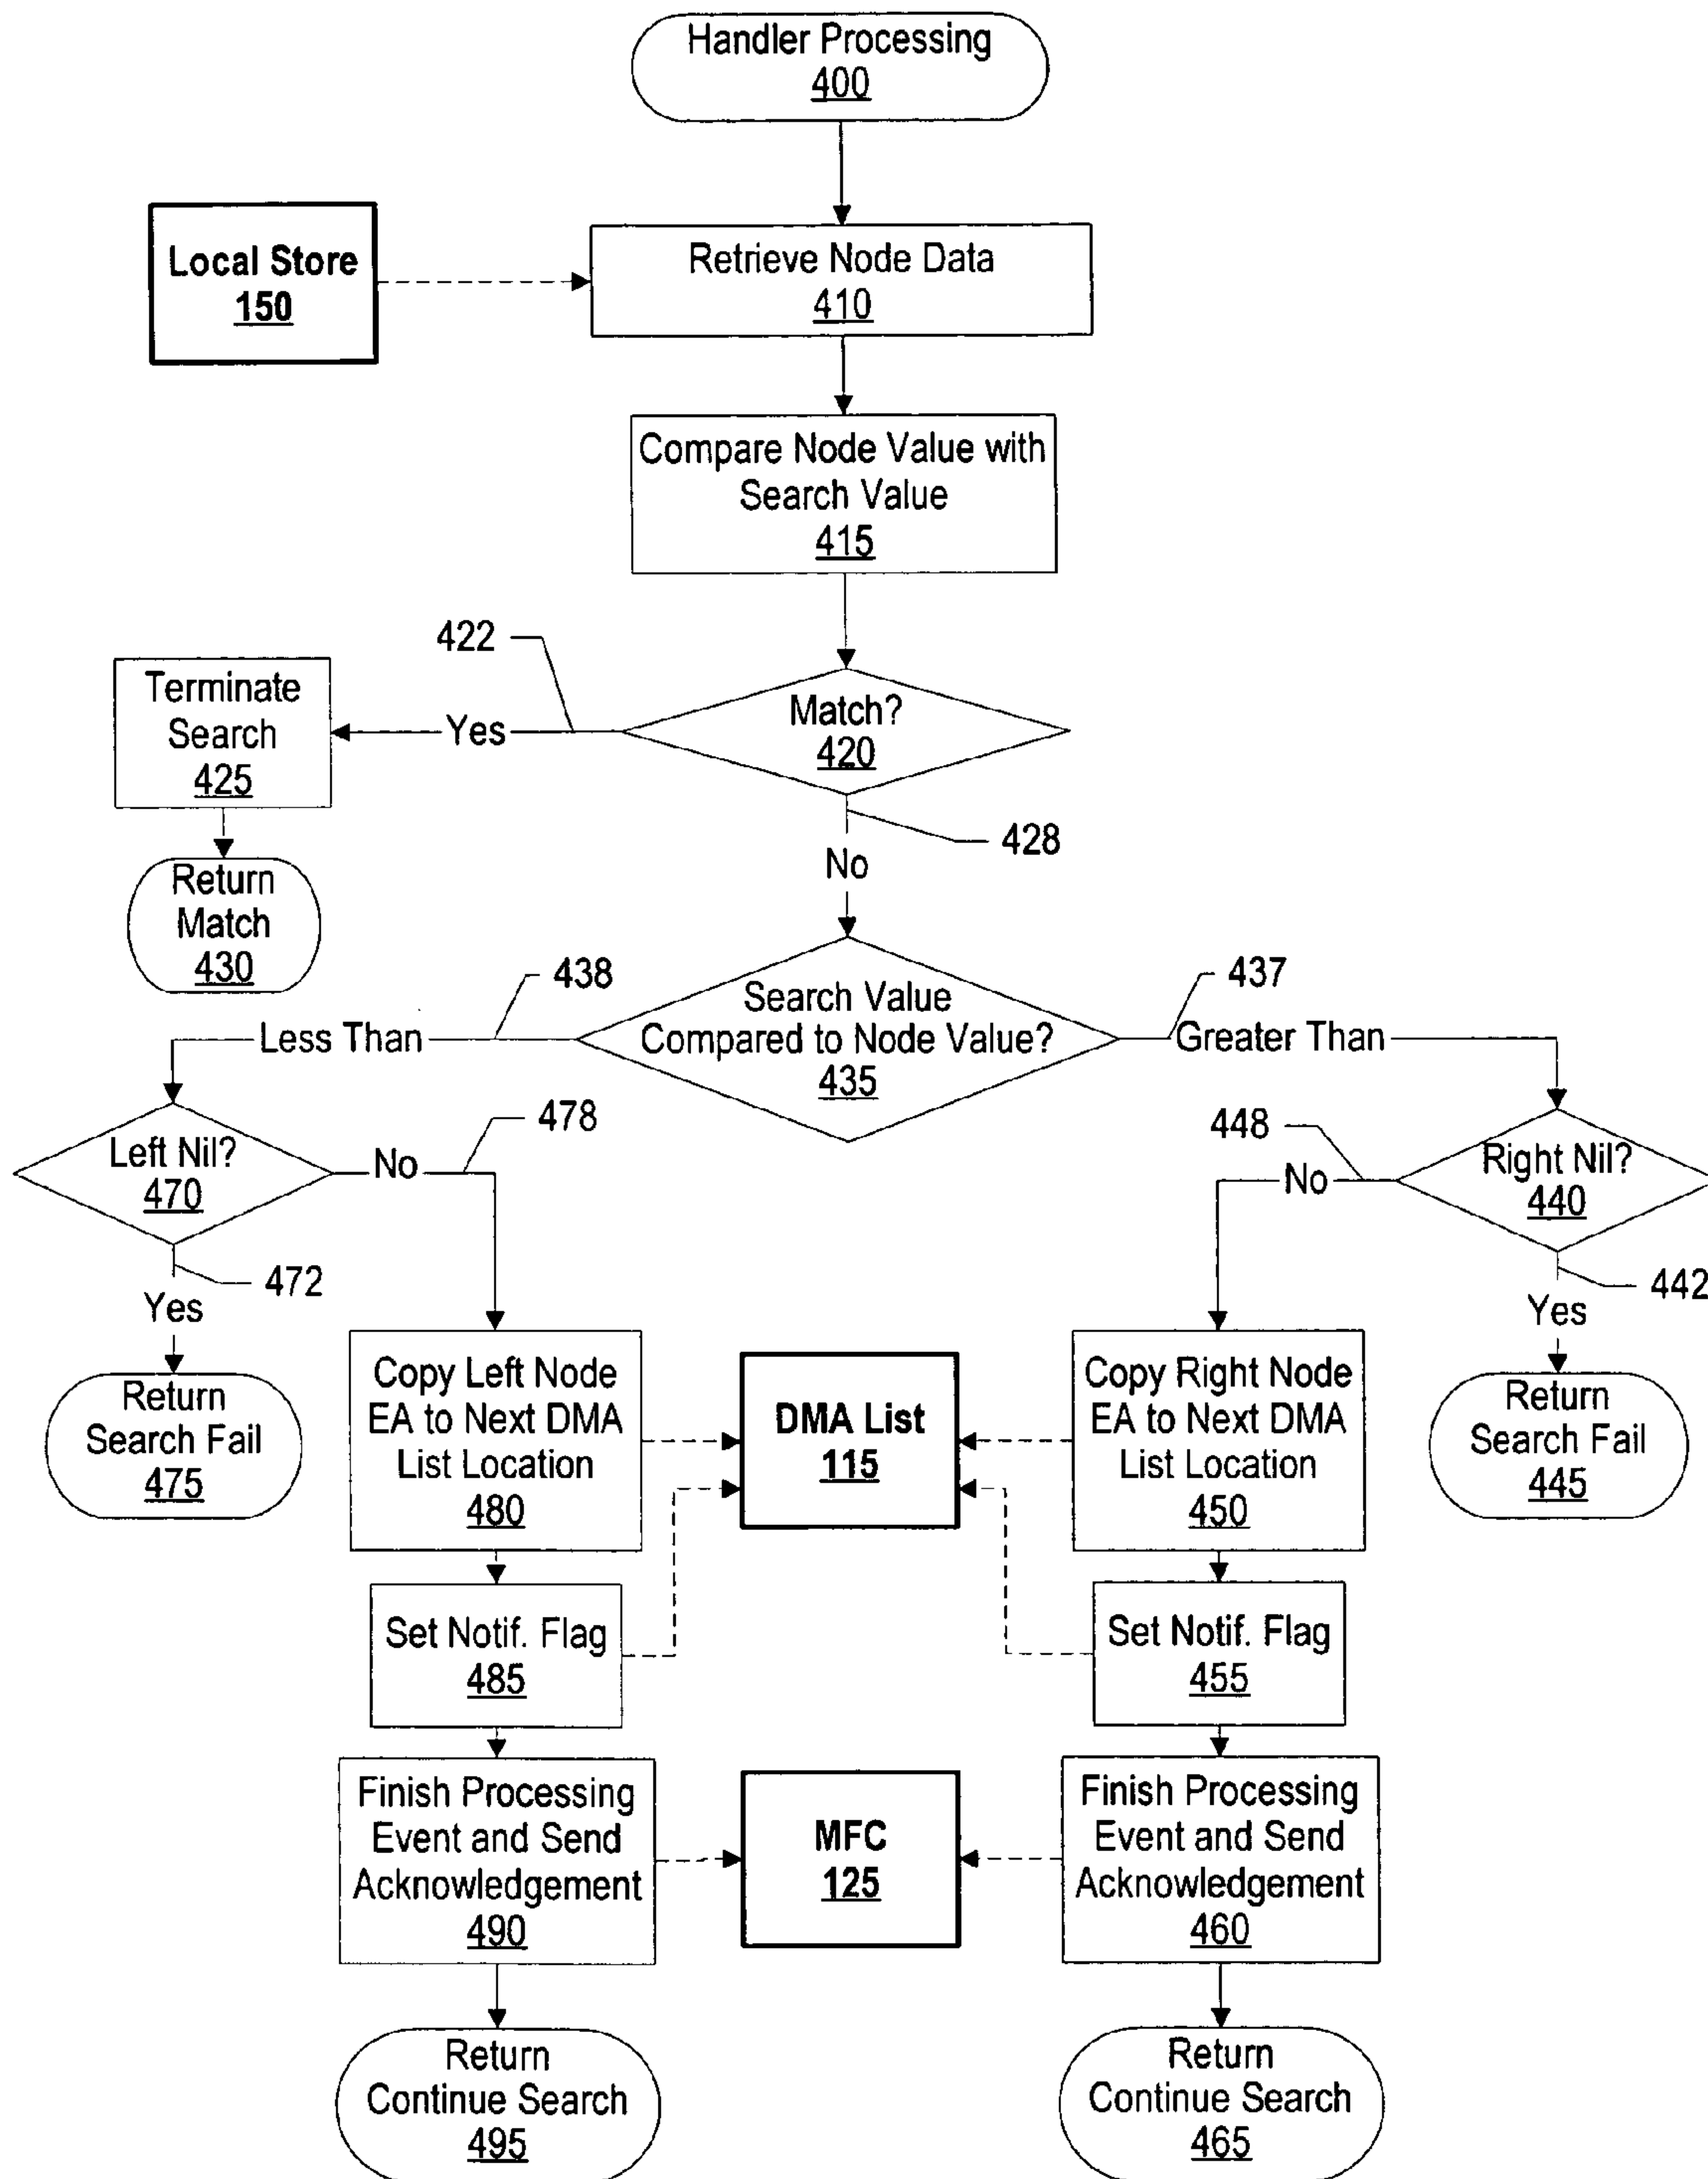 Handler Processing
400
Local Store
150
Retrieve Node Data
410
Compare Node Value with
Search Value
415
422
Terminate
Search
425
Yes
Match?
420
428
No
Return
Match
430
438
437
Search Value
Compared to Node Value?
435
Less Than
Greater Than
478
448
Left Nil?
470
No
No
Right Nil?
440
472
442
Yes
Yes
Return
Search Fail
475
Copy Left Node
EA to Next DMA
List Location
480
DMA List
115
Copy Right Node
EA to Next DMA
List Location
450
Return
Search Fail
445
Set Notif. Flag
485
Set Notif. Flag
455
Finish Processing
Event and Send
Acknowledgement
490
MFC
125
Finish Processing
Event and Send
Acknowledgement
460
Return
Continue Search
495
Return
Continue Search
465